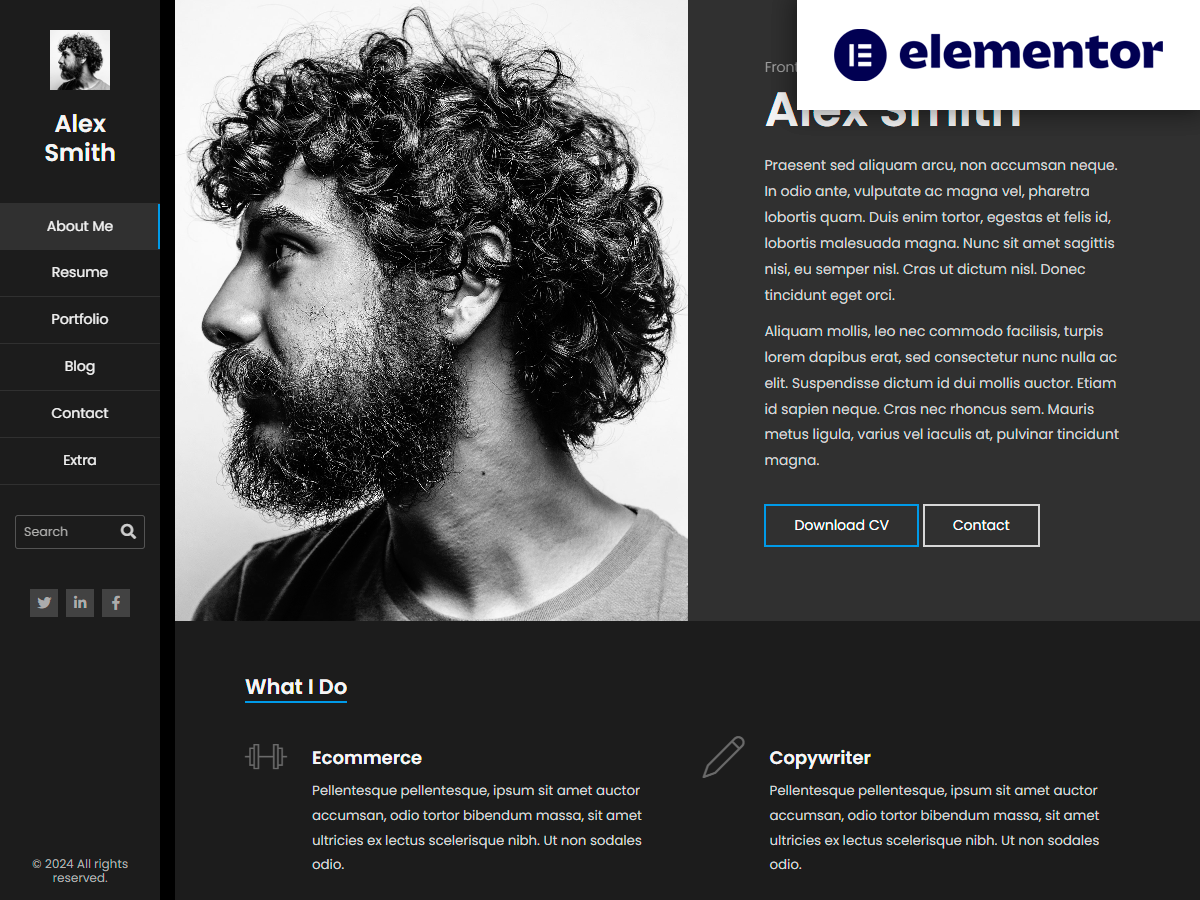 Alex
Smith
About Me
Resume
Portfolio
Blog
Contact
Extra
Search
© 2024 All rights
reserved.
elementor
Alex Smith
Praesent sed aliquam arcu, non accumsan neque.
In odio ante, vulputate ac magna vel, pharetra
lobortis quam. Duis enim tortor, egestas et felis id,
lobortis malesuada magna. Nunc sit amet sagittis
nisi, eu semper nisl. Cras ut dictum nisl. Donec
tincidunt eget orci.
Aliquam mollis, leo nec commodo facilisis, turpis
lorem dapibus erat, sed consectetur nunc nulla ac
elit. Suspendisse dictum id dui mollis auctor. Etiam
id sapien neque. Cras nec rhoncus sem. Mauris
metus ligula, varius vel iaculis at, pulvinar tincidunt
magna.
Download CV
Contact
What I Do
Ecommerce
Pellentesque pellentesque, ipsum sit amet auctor
accumsan, odio tortor bibendum massa, sit amet
ultricies ex lectus scelerisque nibh. Ut non sodales
odio.
Copywriter
Pellentesque pellentesque, ipsum sit amet auctor
accumsan, odio tortor bibendum massa, sit amet
ultricies ex lectus scelerisque nibh. Ut non sodales
odio.